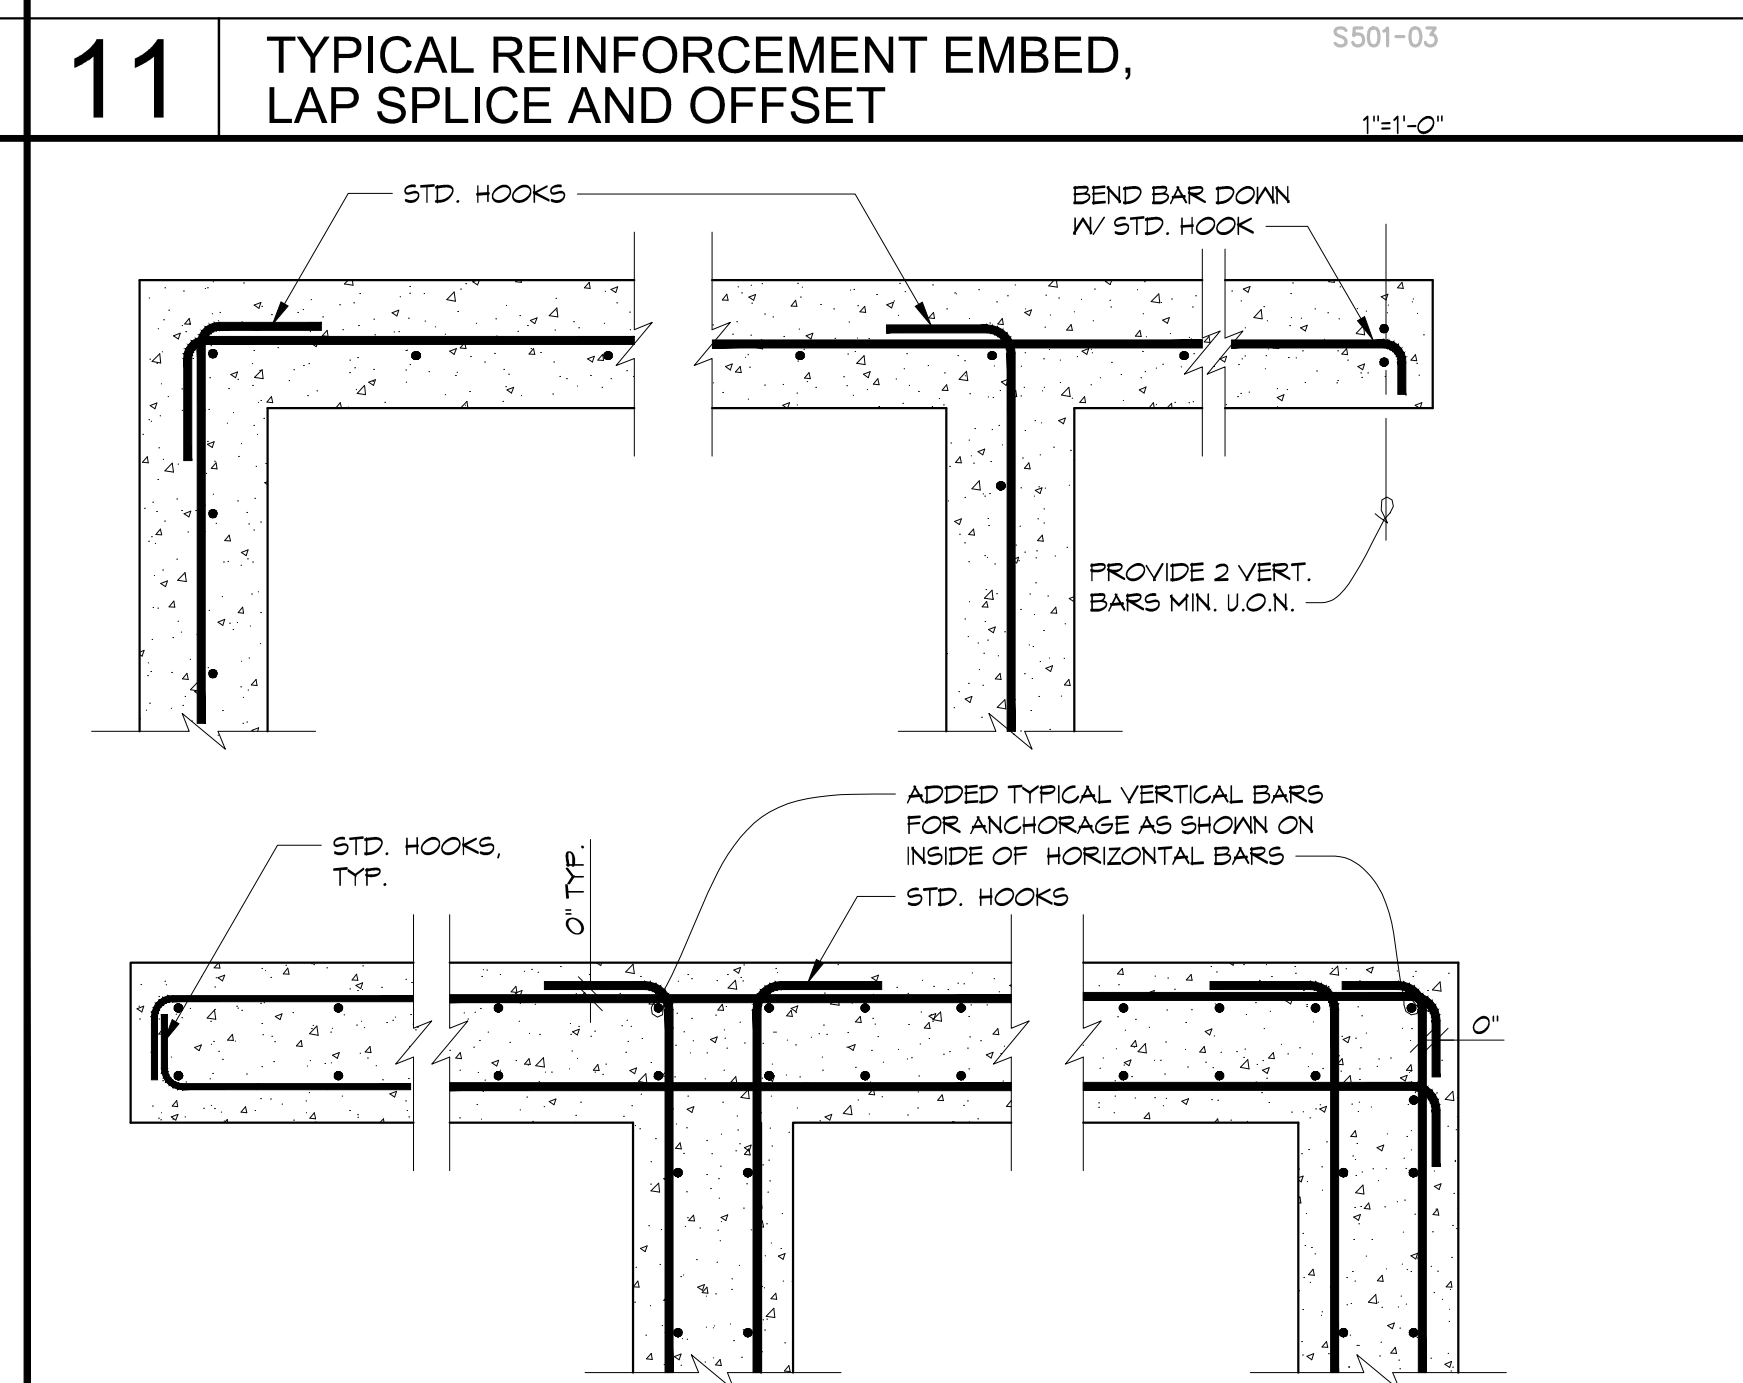 11
TYPICAL REINFORCEMENT EMBED,
LAP SPLICE AND OFFSET
S501-03
1"=1'-0"
STD. HOOKS
BEND BAR DOWN
W/ STD. HOOK
PROVIDE 2 VERT.
BARS MIN. U.O.N.
ADDED TYPICAL VERTICAL BARS
FOR ANCHORAGE AS SHOWN ON
INSIDE OF HORIZONTAL BARS
STD. HOOKS,
TYP.
0" TYP.
STD. HOOKS
0"